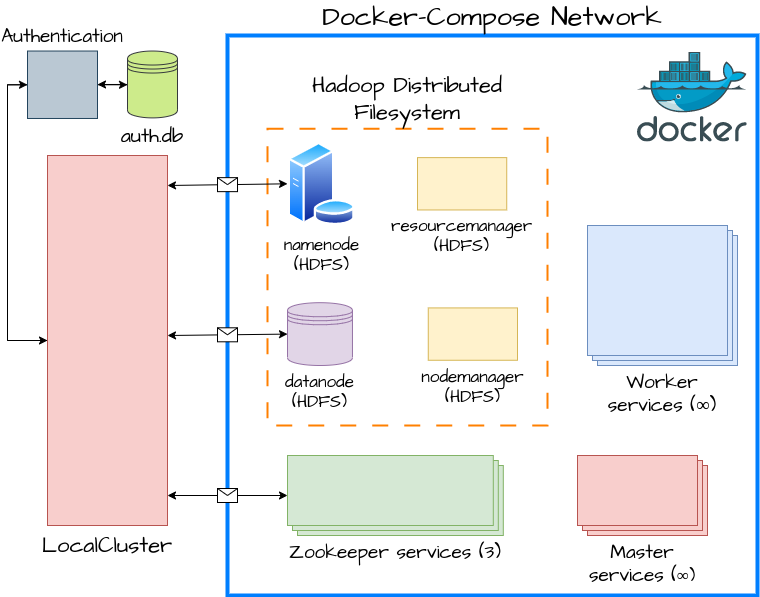 Docker-Compose Network
Authentication
auth.db
docker
Hadoop Distributed
Filesystem
namenode
(HDFS)
resourcemanager
(HDFS)
datanode
(HDFS)
nodemanager
(HDFS)
Worker
services (∞)
LocalCluster
Zookeeper services (3)
Master
services (∞)